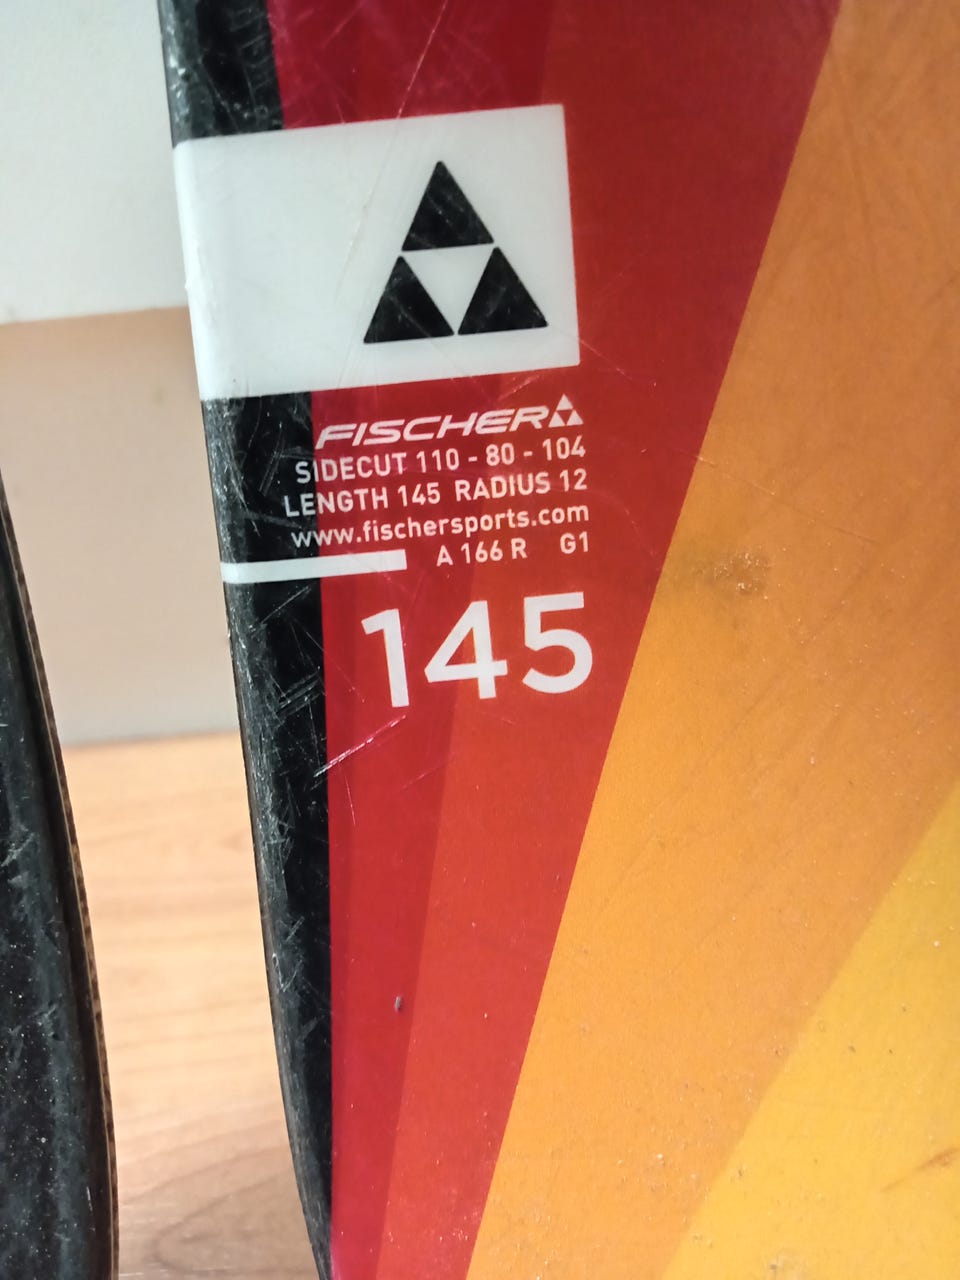 FISCHER
SIDECUT 110 - 80 - 104
LENGTH 145 RADIUS 12
www.fischersports.com
A 166 R G1
145